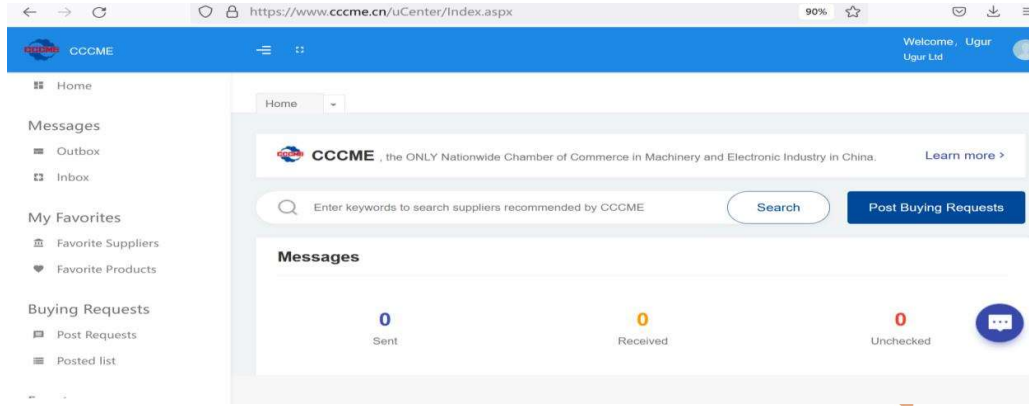 https://www.cccme.cn/uCenter/Index.aspx
90%
CCCME
CCCME
Welcome, Ugur
Ugur Ltd
Home
Messages
Outbox
Inbox
My Favorites
Favorite Suppliers
Favorite Products
Buying Requests
Post Requests
Posted list
Home
CCCME
CCCME , the ONLY Nationwide Chamber of Commerce in Machinery and Electronic Industry in China.
Learn more >
Enter keywords to search suppliers recommended by CCCME
Search
Post Buying Requests
Messages
0
Sent
0
Received
0
Unchecked